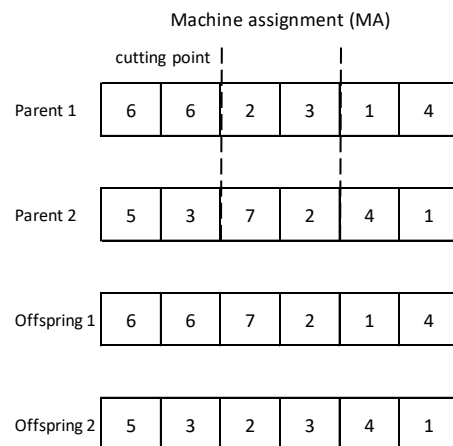 Machine assignment (MA)
cutting point
Parent 1 6 6 2 3 1 4
Parent 2 5 3 7 2 4 1
Offspring 1 6 6 7 2 1 4
Offspring 2 5 3 2 3 4 1